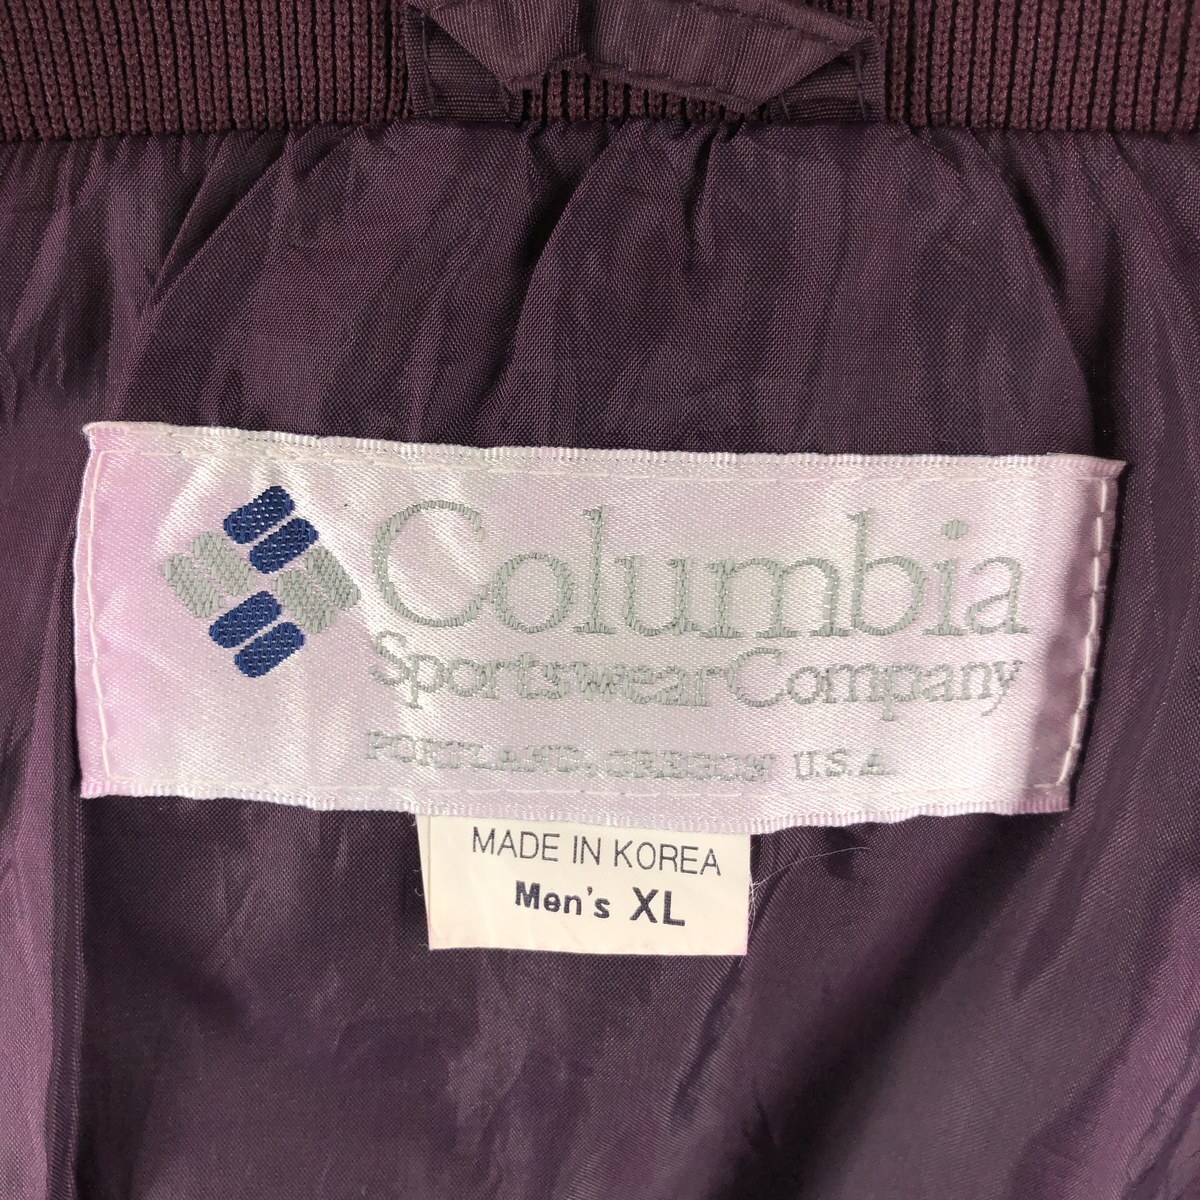 Columbia
Sportswear Company
PORTLAND, OREGON U.S.A.
MADE IN KOREA
Men's XL